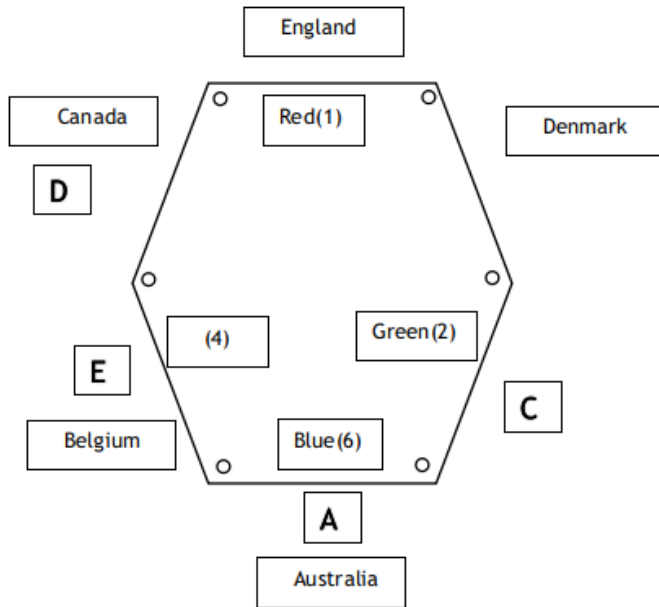 England
Canada
Red(1)
Denmark
D
(4)
Green(2)
E
C
Belgium
Blue(6)
A
Australia